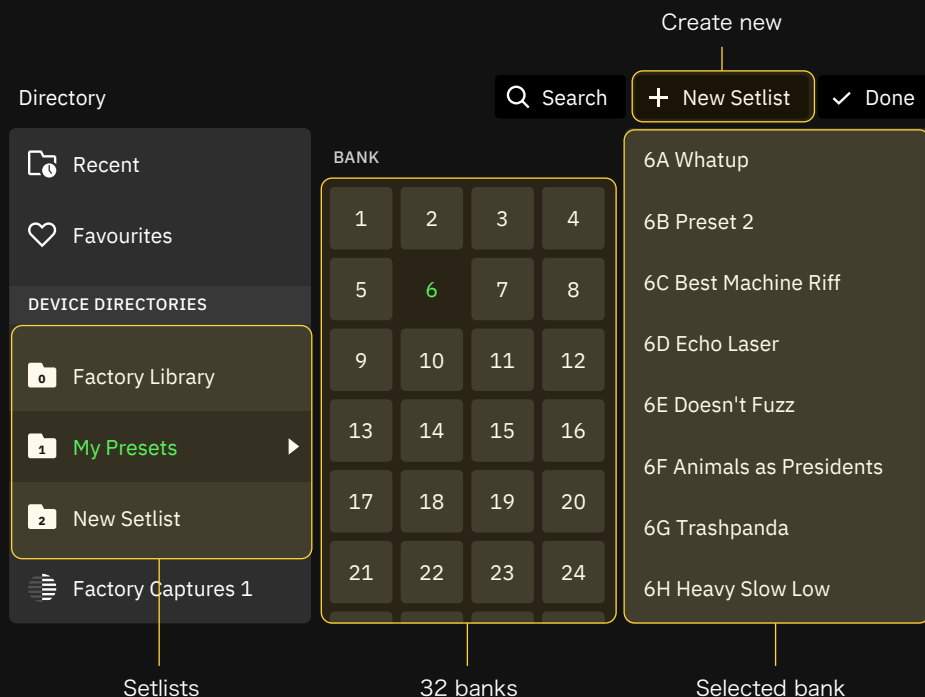 Create new
Directory
Search
New Setlist
Done
Recent
Favourites
DEVICE DIRECTORIES
0 Factory Library
1 My Presets
2 New Setlist
Factory Captures 1
BANK
1 2 3 4
5 6 7 8
9 10 11 12
13 14 15 16
17 18 19 20
21 22 23 24
6A Whatup
6B Preset 2
6C Best Machine Riff
6D Echo Laser
6E Doesn't Fuzz
6F Animals as Presidents
6G Trashpanda
6H Heavy Slow Low
Setlists
32 banks
Selected bank